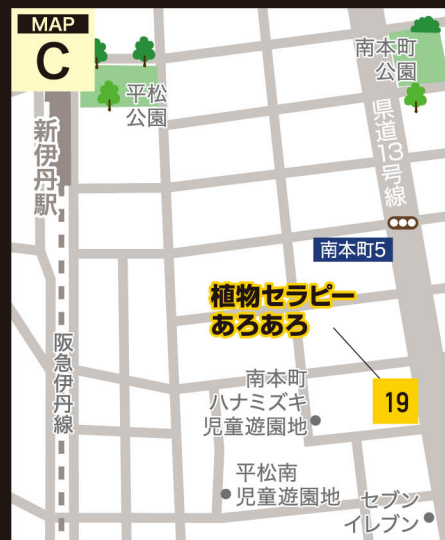 MAP
C
平松
公園
南本町
公園
新伊丹駅
県道13号線
南本町5
植物セラピー
あろあろ
阪急伊丹線
南本町
ハナミズキ
児童遊園地
19
平松南
児童遊園地
セブン
イレブン